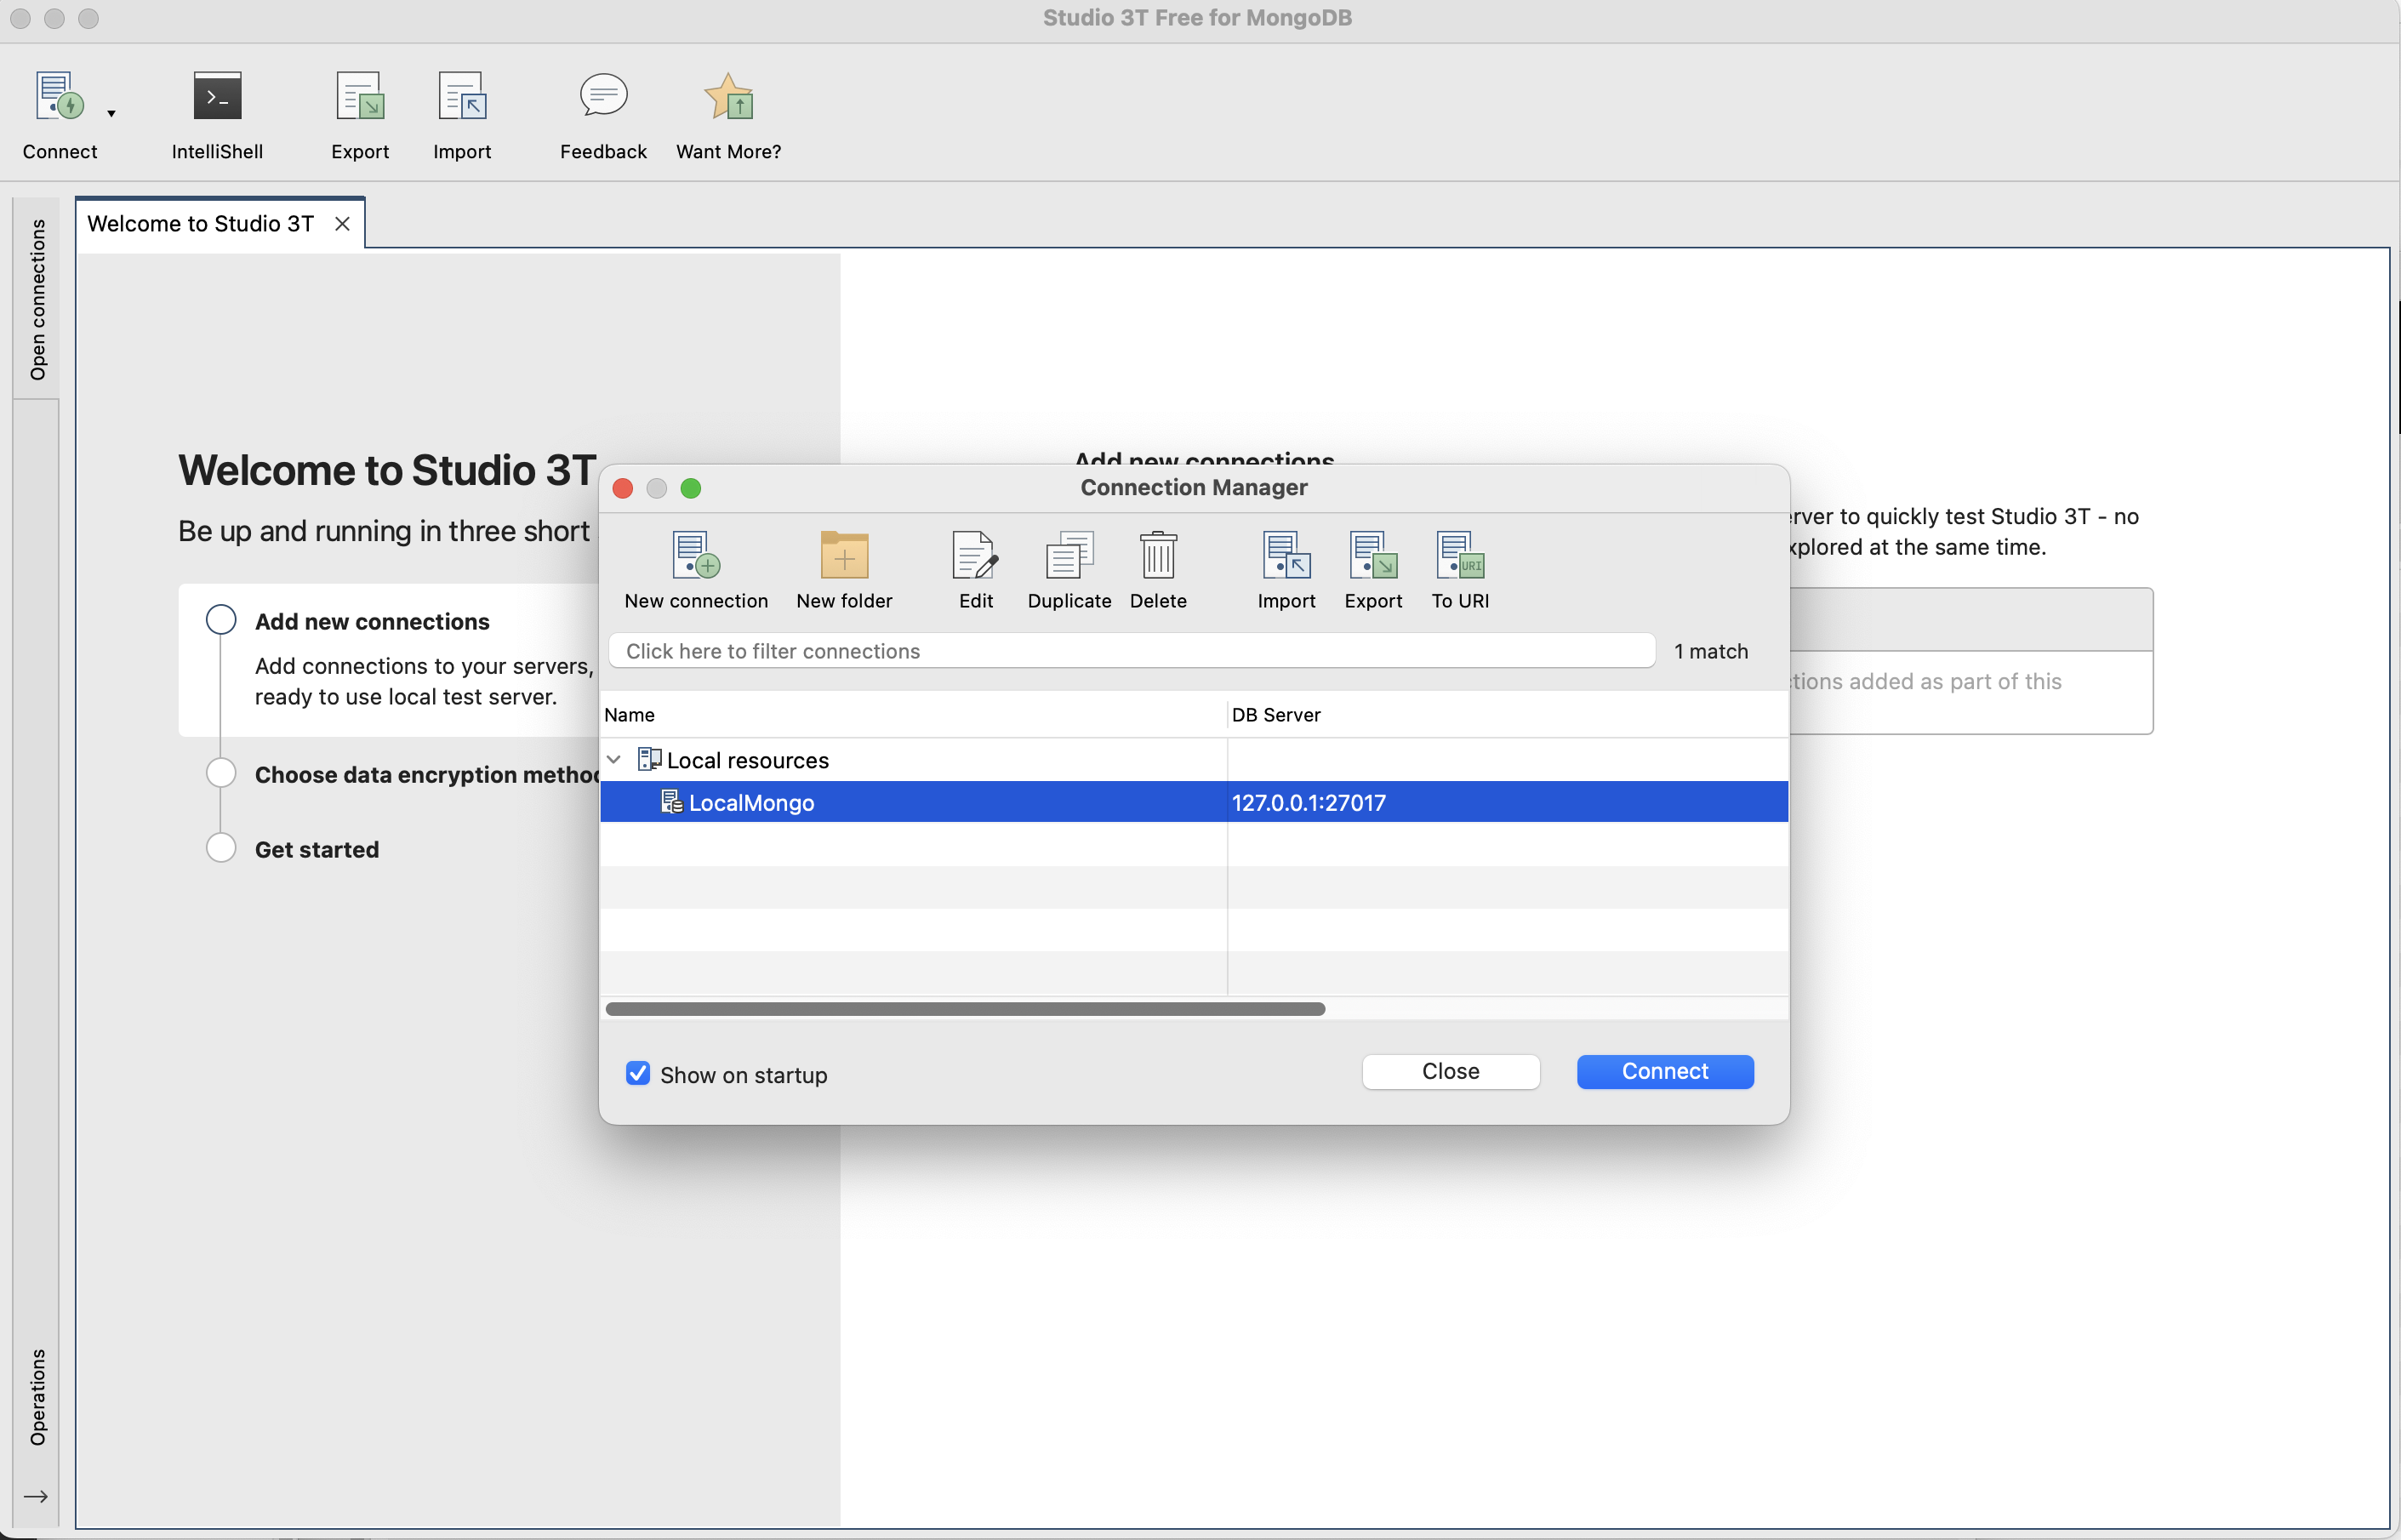 Studio 3T Free for MongoDB
Connect
IntelliShell
Export
Import
Feedback
Want More?
Open connections
Welcome to Studio 3T
Welcome to Studio 3T
Be up and running in three short
Add new connections
Add connections to your servers,
ready to use local test server.
Choose data encryption method
Get started
Add new connections
rver to quickly test Studio 3T - no
xplored at the same time.
ctions added as part of this
Connection Manager
New connection
New folder
Edit
Duplicate
Delete
Import
Export
URI
To URI
Click here to filter connections
1 match
Name
DB Server
Local resources
LocalMongo
127.0.0.1:27017
Show on startup
Close
Connect
Operations